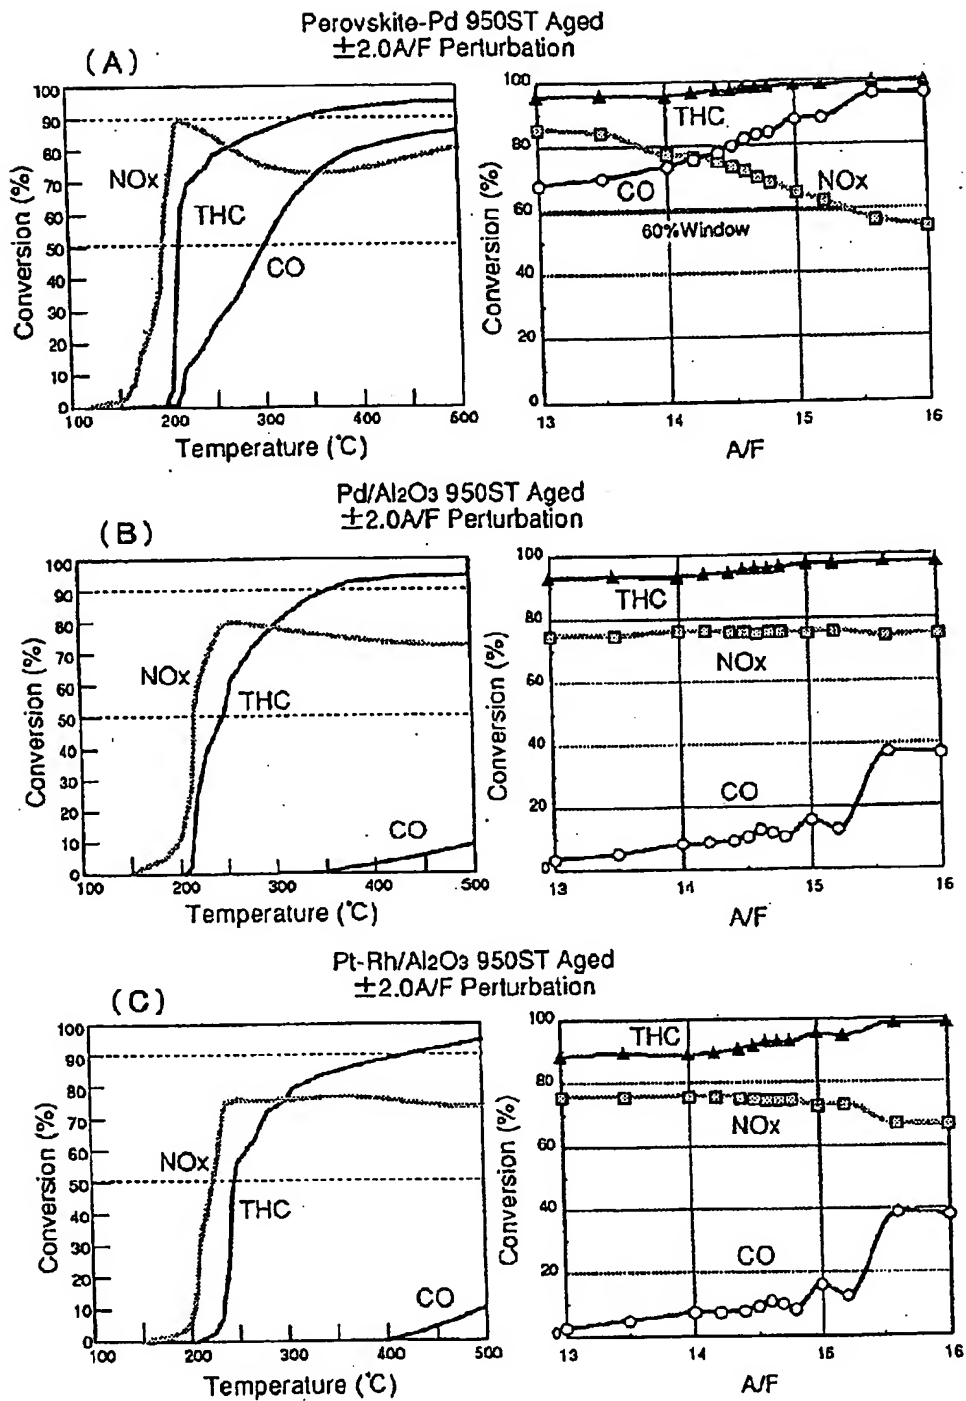 Perovskite-Pd 950ST Aged
±2.0A/F Perturbation
(A)
100
90
80
70
60
50
40
30
20
10
0
Conversion (%)
NOx
THC
CO
100
200
300
400
500
Temperature (℃)
100
80
60
40
20
0
Conversion (%)
THC
CO
NOx
60%Window
13
14
15
16
A/F
Pd/Al2O3 950ST Aged
±2.0A/F Perturbation
(B)
100
90
80
70
60
50
40
30
20
10
0
Conversion (%)
NOx
THC
CO
100
200
300
400
500
Temperature (℃)
100
80
60
40
20
0
Conversion (%)
THC
NOx
CO
13
14
15
16
A/F
Pt-Rh/Al2O3 950ST Aged
±2.0A/F Perturbation
(C)
100
90
80
70
60
50
40
30
20
10
0
Conversion (%)
NOx
THC
CO
100
200
300
400
500
Temperature (℃)
100
80
60
40
20
0
Conversion (%)
THC
NOx
CO
13
14
15
16
A/F